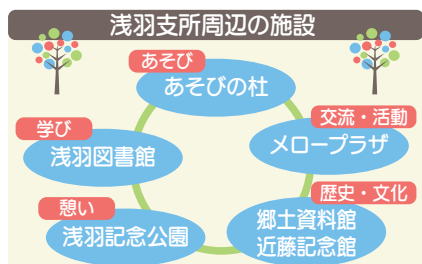 浅羽支所周辺の施設
あそび
あそびの杜
学び
浅羽図書館
交流・活動
メロープラザ
憩い
浅羽記念公園
歴史・文化
郷土資料館
近藤記念館